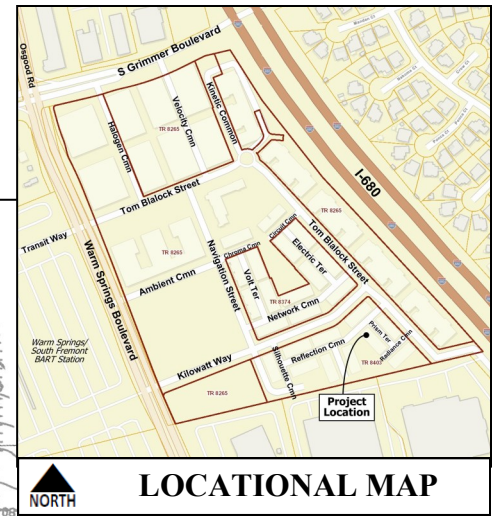 Osgood Rd
S Grimmer Boulevard
Kinetic Common
Velocity Cmn
Halogen Cmn
TR 8265
I-680
Tom Blalock Street
TR 8265
Transit Way
Circuit Cmn
Tom Blalock Street
TR 8265
Chroma Cmn
Electric Ter
Navigation Street
Ambient Cmn
Volt Ter
Warm Springs Boulevard
TR 8374
Network Cmn
Prism Ter
Warm Springs/
South Fremont
BART Station
Kilowatt Way
Silhouette Cmn
Reflection Cmn
Radiance Cmn
TR 8265
Project
Location
NORTH
LOCATIONAL MAP